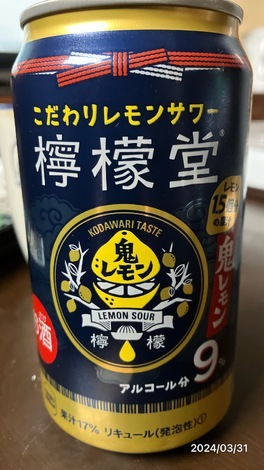 こだわりレモンサワー
檸檬堂®
レモン
1.5個分
の果汁
鬼レモン
KODAWARI TASTE
鬼
レモン
LEMON SOUR
檸檬
お酒
アルコール分 9%
果汁17% リキュール(発泡性)①
2024/03/31